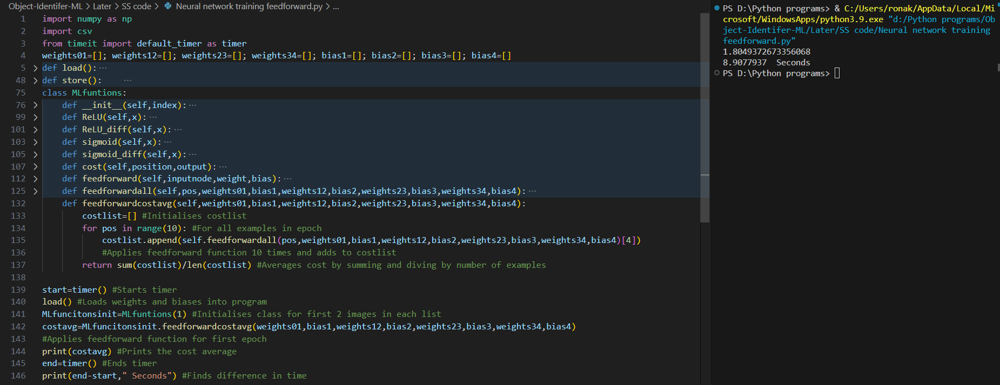 Object-Identifer-ML > Later > SS code > Neural network training feedforward.py > ...
1 import numpy as np
2 import csv
3 from timeit import default_timer as timer
4 weights01=[]; weights12=[]; weights23=[]; weights34=[]; bias1=[]; bias2=[]; bias3=[]; bias4=[]
5 > def load(): ...
48 > def store(): ...
75 class MLfuntions:
76 > def __init__(self,index): ...
99 > def ReLU(self,x): ...
101 > def ReLU_diff(self,x): ...
103 > def sigmoid(self,x): ...
105 > def sigmoid_diff(self,x): ...
107 > def cost(self,position,output): ...
112 > def feedforward(self,inputnode,weight,bias): ...
125 > def feedforwardall(self,pos,weights01,bias1,weights12,bias2,weights23,bias3,weights34,bias4): ...
132 def feedforwardcostavg(self,weights01,bias1,weights12,bias2,weights23,bias3,weights34,bias4):
133 costlist=[] #Initialises costlist
134 for pos in range(10): #For all examples in epoch
135 costlist.append(self.feedforwardall(pos,weights01,bias1,weights12,bias2,weights23,bias3,weights34,bias4)[4])
136 #Applies feedforward function 10 times and adds to costlist
137 return sum(costlist)/len(costlist) #Averages cost by summing and diving by number of examples
138
139 start=timer() #Starts timer
140 load() #Loads weights and biases into program
141 MLfuncitonsinit=MLfuntions(1) #Initialises class for first 2 images in each list
142 costavg=MLfuncitonsinit.feedforwardcostavg(weights01,bias1,weights12,bias2,weights23,bias3,weights34,bias4)
143 #Applies feedforward function for first epoch
144 print(costavg) #Prints the cost average
145 end=timer() #Ends timer
146 print(end-start," Seconds") #Finds difference in time
PS D:\Python programs> & C:/Users/ronak/AppData/Local/Mi
crosoft/WindowsApps/python3.9.exe "d:/Python programs/Ob
ject-Identifer-ML/Later/SS code/Neural network training
feedforward.py"
1.8049372673356068
8.9077937  Seconds
PS D:\Python programs>